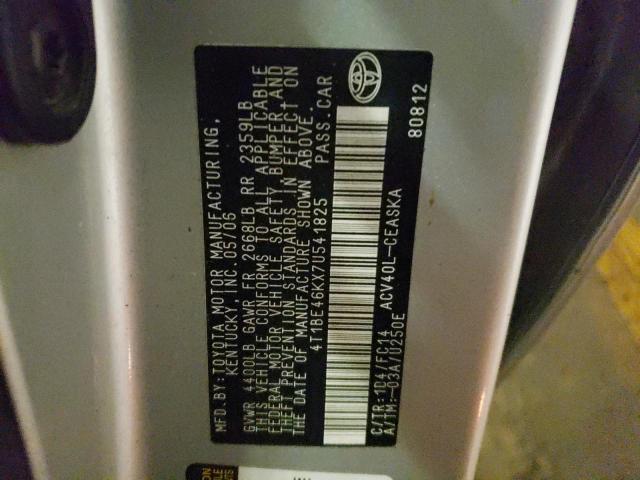 MFD. BY: TOYOTA MOTOR MANUFACTURING,
KENTUCKY, INC. 05/06
GVWR 4400LB GAWR FR 2668LB RR 2359LB
THIS VEHICLE CONFORMS TO ALL APPLICABLE
FEDERAL MOTOR VEHICLE SAFETY, BUMPER, AND
THEFT PREVENTION STANDARDS IN EFFECT ON
THE DATE OF MANUFACTURE SHOWN ABOVE.
4T1BE46KX7U541825 PASS. CAR
C/TR: 1D4/FC14 ACV40L-CEASKA
A/TM: -03A/U250E 80812